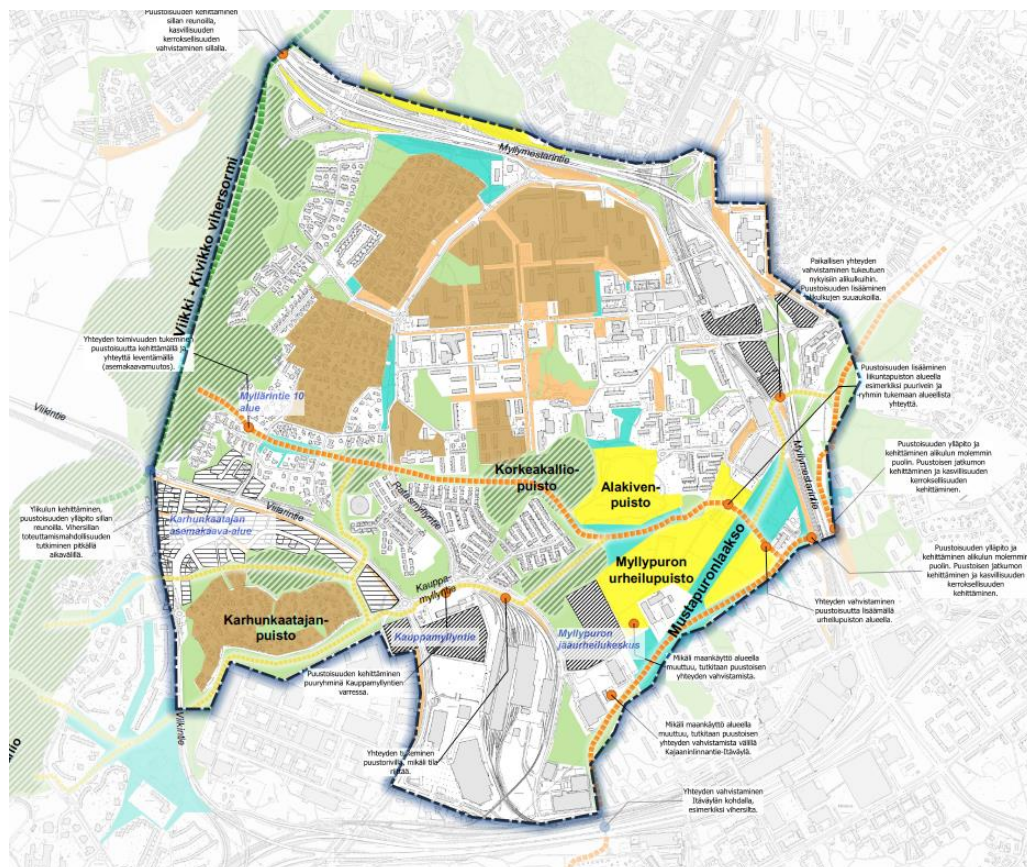 Puustoisuuden kehittäminen
sillan reunoilla,
kasvillisuuden
kerroksellisuuden
vahvistaminen sillalla.
Myllymestarintie
Viikki - Kivikko vihersormi
Paikallisen yhteyden
vahvistaminen tukeutuen
nykyisiin alikulkuihin.
Puustoisuuden lisääminen
alikulkujen suuaukoilla.
Yhteyden toimivuuden tukeminen
puustoisuutta kehittämällä ja
yhteyttä leventämällä
(asemakaavamuutos).
Puustoisuuden lisääminen
liikuntapuiston alueella
esimerkiksi puurivein ja
-ryhmin tukemaan alueellista
yhteyttä.
Myllärintie 10
alue
Viikintie
Myllymestarintie
Puustoisuuden ylläpito ja
kehittäminen alikulun molemmin
puolin. Puustoisen jatkumon
kehittäminen ja kasvillisuuden
kerroksellisuuden
kehittäminen.
Korkeakallio-
puisto
Alakiven-
puisto
Ylikulun kehittäminen,
puustoisuuden ylläpito sillan
reunoilla. Vihersillan
toteuttamismahdollisuuden
tutkiminen pitkällä
aikavälillä.
Viilarintie
Ratasmyllyntie
Karhunkaatajan
asemakaava-alue
Myllypuron
urheilupuisto
Mustapuronlaakso
Puustoisuuden ylläpito ja
kehittäminen alikulun molemmin
puolin. Puustoisen jatkumon
kehittäminen ja kasvillisuuden
kerroksellisuuden
kehittäminen.
Kauppa-
myllyntie
Karhunkaatajan-
puisto
Yhteyden vahvistaminen
puustoisuutta lisäämällä
urheilupuiston alueella.
Kauppamyllyntie
Myllypuron
jääurheilukeskus
Mikäli maankäyttö alueella
muuttuu, tutkitaan puustoisen
yhteyden vahvistamista.
Puustoisuuden kehittäminen
puuryhminä Kauppamyllyntien
varressa.
Viikintie
Mikäli maankäyttö alueella
muuttuu, tutkitaan puustoisen
yhteyden vahvistamista välillä
Kajaaninlinnantie-Itäväylä.
Yhteyden tukeminen
puustorivillä, mikäli tila
riittää.
Yhteyden vahvistaminen
Itäväylän kohdalla,
esimerkiksi vihersilta.